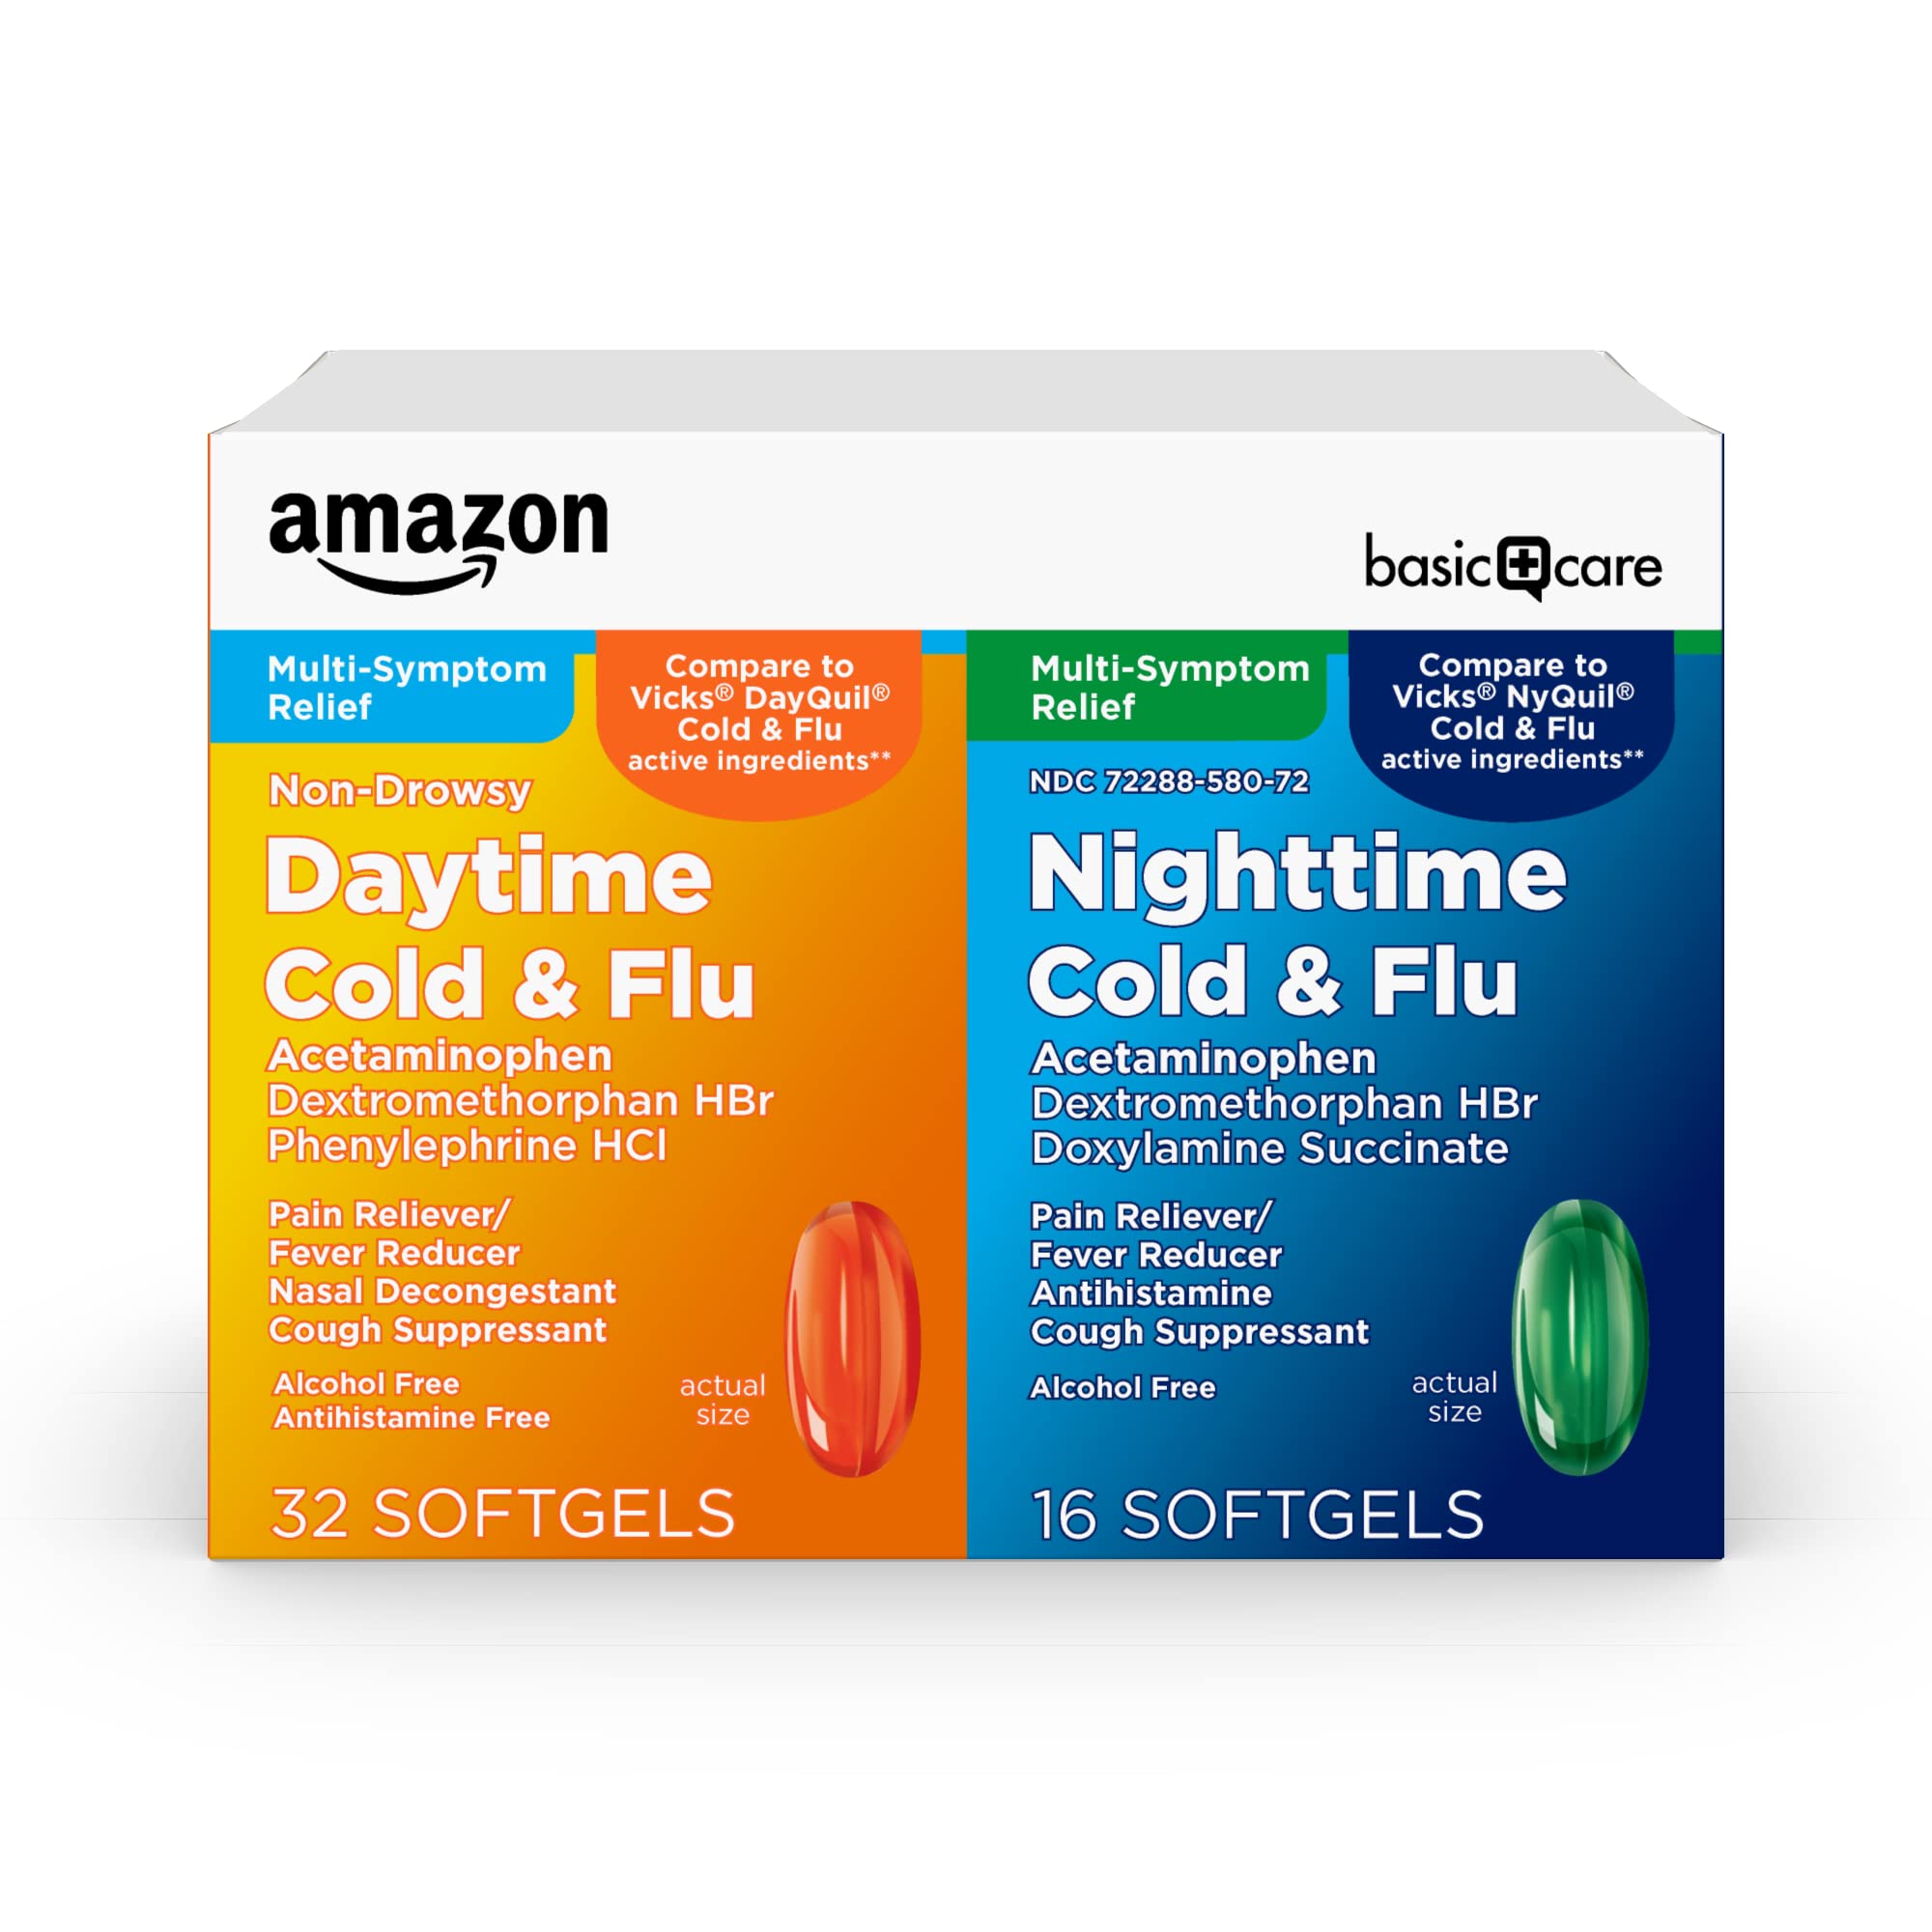 amazon
basic care
Multi-Symptom
Relief
Compare to
Vicks® DayQuil®
Cold & Flu
active ingredients**
Non-Drowsy
Daytime
Cold & Flu
Acetaminophen
Dextromethorphan HBr
Phenylephrine HCl
Pain Reliever/
Fever Reducer
Nasal Decongestant
Cough Suppressant
Alcohol Free
Antihistamine Free
actual
size
32 SOFTGELS
Multi-Symptom
Relief
Compare to
Vicks® NyQuil®
Cold & Flu
active ingredients**
NDC 72288-580-72
Nighttime
Cold & Flu
Acetaminophen
Dextromethorphan HBr
Doxylamine Succinate
Pain Reliever/
Fever Reducer
Antihistamine
Cough Suppressant
Alcohol Free
actual
size
16 SOFTGELS